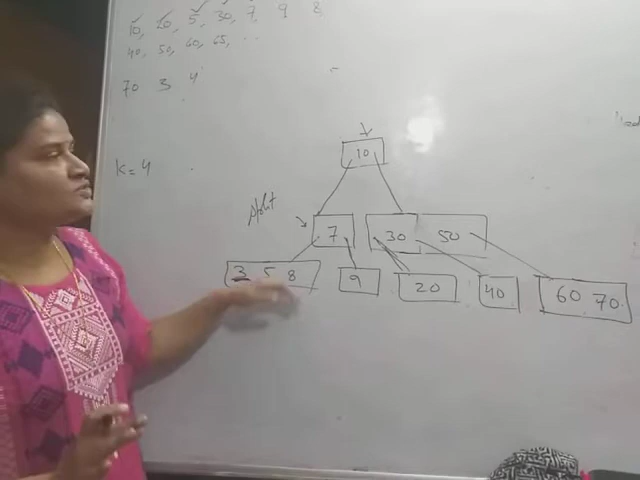 10, 20, 5, 30, 7, 9 8
40, 50, 60, 65, ..
70 3 4
K = 4
10
split
7 30 50
3 5 8 9 20 40 60 70